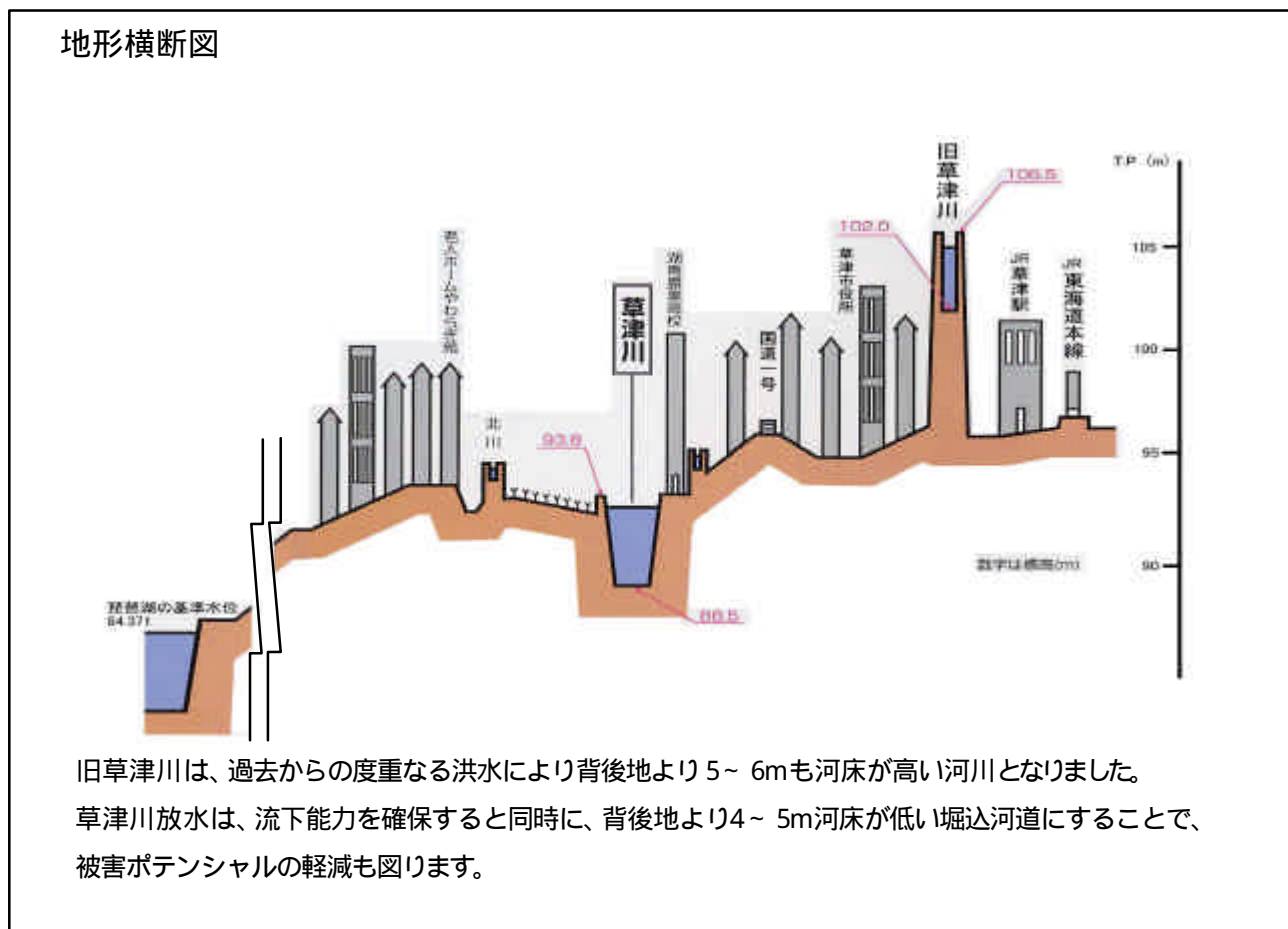 地形横断図
旧草津川
T.P (m)
106.5
102.0
105
草津市役所
JR草津駅
JR東海道本線
草津川
国道一号
100
北川
93.8
95
数字は標高(m)
90
琵琶湖の基準水位
84.371
旧草津川は、過去からの度重なる洪水により背後地より5~6mも河床が高い河川となりました。
草津川放水は、流下能力を確保すると同時に、背後地より4~5m河床が低い堀込河道にすることで、
被害ポテンシャルの軽減も図ります。